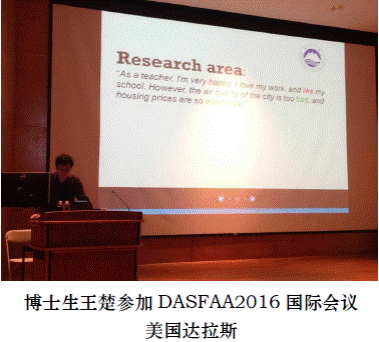 Research area:
"As a teacher, I'm very happy, I love my work, and like my
school. However, the air quality of the city is too bad, and
housing prices are so
博士生王楚参加 DASFAA2016 国际会议
美国达拉斯